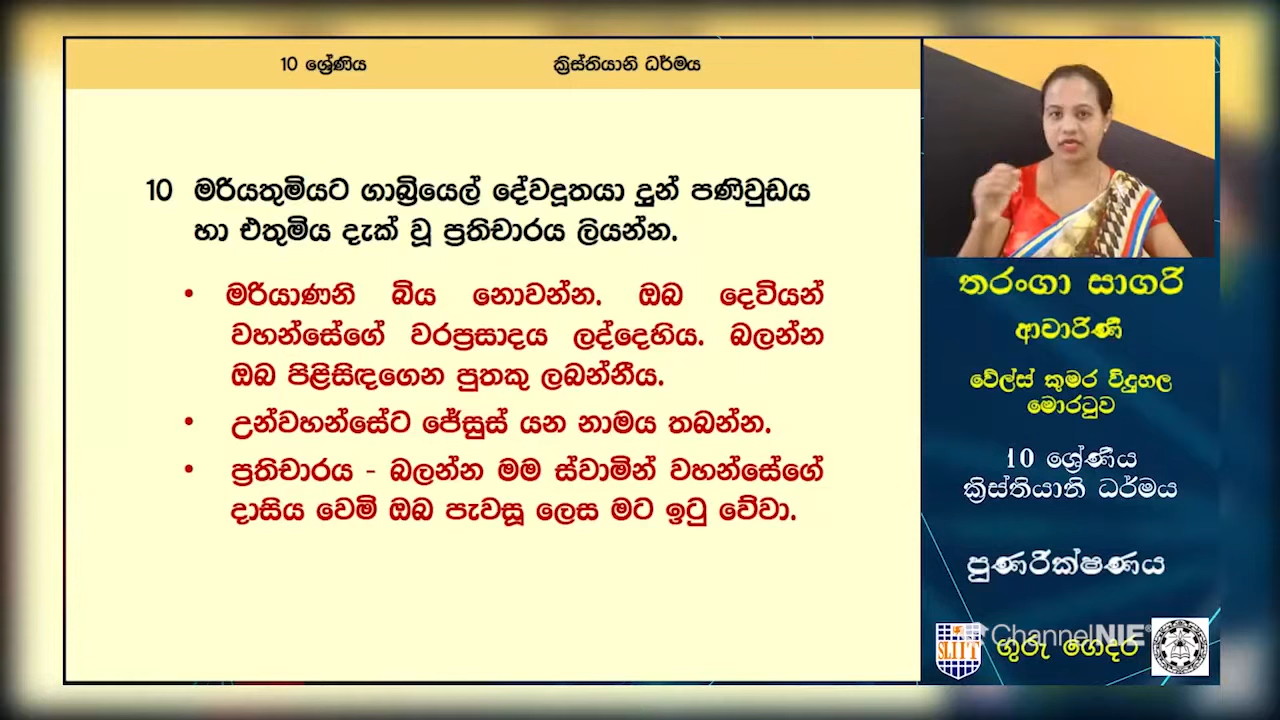 10 ශ්‍රේණිය ක්‍රිස්තියානි ධර්මය
10 මරියතුමියට ගාබ්‍රියෙල් දේවදූතයා දුන් පණිවුඩය
හා එතුමිය දැක් වූ ප්‍රතිචාරය ලියන්න.
• මරියාණනි බිය නොවන්න. ඔබ දෙවියන්
වහන්සේගේ වරප්‍රසාදය ලද්දෙහිය. බලන්න
ඔබ පිළිසිඳගෙන පුතකු ලබන්නීය.
• උන්වහන්සේට ජේසුස් යන නාමය තබන්න.
• ප්‍රතිචාරය - බලන්න මම ස්වාමින් වහන්සේගේ
දාසිය වෙමි ඔබ පැවසූ ලෙස මට ඉටු වේවා.
තරංගා සාගරි
ආචාරිණී
වේල්ස් කුමර විදුහල
මොරටුව
10 ශ්‍රේණිය
ක්‍රිස්තියානි ධර්මය
පුණරීක්ෂණය
ChannelNIE
SLIIT
ගුරු ගෙදර